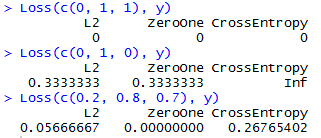 > Loss(c(0, 1, 1), y)
L2 ZeroOne CrossEntropy
0 0 0
> Loss(c(0, 1, 0), y)
L2 ZeroOne CrossEntropy
0.3333333 0.3333333 Inf
> Loss(c(0.2, 0.8, 0.7), y)
L2 ZeroOne CrossEntropy
0.05666667 0.00000000 0.26765402